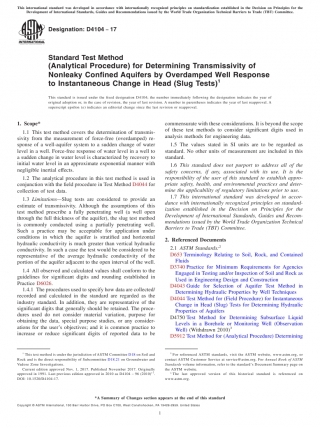 This international standard was developed in accordance with internationally recognized principles on standardization established in the Decision on Principles for the
Development of International Standards, Guides and Recommendations issued by the World Trade Organization Technical Barriers to Trade (TBT) Committee.
Designation: D4104 − 17
Standard Test Method
(Analytical Procedure) for Determining Transmissivity of
Nonleaky Confined Aquifers by Overdamped Well Response
to Instantaneous Change in Head (Slug Tests)1
This standard is issued under the fixed designation D4104; the number immediately following the designation indicates the year of
original adoption or, in the case of revision, the year of last revision. A number in parentheses indicates the year of last reapproval. A
superscript epsilon (ε) indicates an editorial change since the last revision or reapproval.
1. Scope*
1.1 This test method covers the determination of transmis-
sivity from the measurement of force-free (overdamped) re-
sponse of a well-aquifer system to a sudden change of water
level in a well. Force-free response of water level in a well to
a sudden change in water level is characterized by recovery to
initial water level in an approximate exponential manner with
negligible inertial effects.
1.2 The analytical procedure in this test method is used in
conjunction with the field procedure in Test Method D4044 for
collection of test data.
1.3 Limitations—Slug tests are considered to provide an
estimate of transmissivity. Although the assumptions of this
test method prescribe a fully penetrating well (a well open
through the full thickness of the aquifer), the slug test method
is commonly conducted using a partially penetrating well.
Such a practice may be acceptable for application under
conditions in which the aquifer is stratified and horizontal
hydraulic conductivity is much greater than vertical hydraulic
conductivity. In such a case the test would be considered to be
representative of the average hydraulic conductivity of the
portion of the aquifer adjacent to the open interval of the well.
1.4 All observed and calculated values shall conform to the
guidelines for significant digits and rounding established in
Practice D6026.
1.4.1 The procedures used to specify how data are collected/
recorded and calculated in the standard are regarded as the
industry standard. In addition, they are representative of the
significant digits that generally should be retained. The proce-
dures used do not consider material variation, purpose for
obtaining the data, special purpose studies, or any consider-
ations for the user's objectives; and it is common practice to
increase or reduce significant digits of reported data to be
commensurate with these considerations. It is beyond the scope
of these test methods to consider significant digits used in
analysis methods for engineering data.
1.5 The values stated in SI units are to be regarded as
standard. No other units of measurement are included in this
standard.
1.6 This standard does not purport to address all of the
safety concerns, if any, associated with its use. It is the
responsibility of the user of this standard to establish appro-
priate safety, health, and environmental practices and deter-
mine the applicability of regulatory limitations prior to use.
1.7 This international standard was developed in accor-
dance with internationally recognized principles on standard-
ization established in the Decision on Principles for the
Development of International Standards, Guides and Recom-
mendations issued by the World Trade Organization Technical
Barriers to Trade (TBT) Committee.
2. Referenced Documents
2.1 ASTM Standards:2
D653 Terminology Relating to Soil, Rock, and Contained
Fluids
D3740 Practice for Minimum Requirements for Agencies
Engaged in Testing and/or Inspection of Soil and Rock as
Used in Engineering Design and Construction
D4043 Guide for Selection of Aquifer Test Method in
Determining Hydraulic Properties by Well Techniques
D4044 Test Method for (Field Procedure) for Instantaneous
Change in Head (Slug) Tests for Determining Hydraulic
Properties of Aquifers
D4750 Test Method for Determining Subsurface Liquid
Levels in a Borehole or Monitoring Well (Observation
Well) (Withdrawn 2010)3
D5912 Test Method for (Analytical Procedure) Determining
1 This test method is under the jurisdiction of ASTM Committee D18 on Soil and
Rock and is the direct responsibility of Subcommittee D18.21 on Groundwater and
Vadose Zone Investigations.
Current edition approved Nov. 1, 2017. Published November 2017. Originally
approved in 1991. Last previous edition approved in
DOI: 10.1520/D4104-17.
2 For referenced ASTM standards, visit the ASTM website, www.astm.org, or
contact ASTM Customer Service at service@astm.org. For Annual Book of ASTM
Standards volume information, refer to the standard's Document Summary page on
the ASTM website.
3 The last approved version of this historical standard is referenced on
www.astm.org.
*A Summary of Changes section appears at the end of this standard
Copyright © ASTM International, 100 Barr Harbor Drive, PO Box C700, West Conshohocken, PA 19428-2959. United States
1